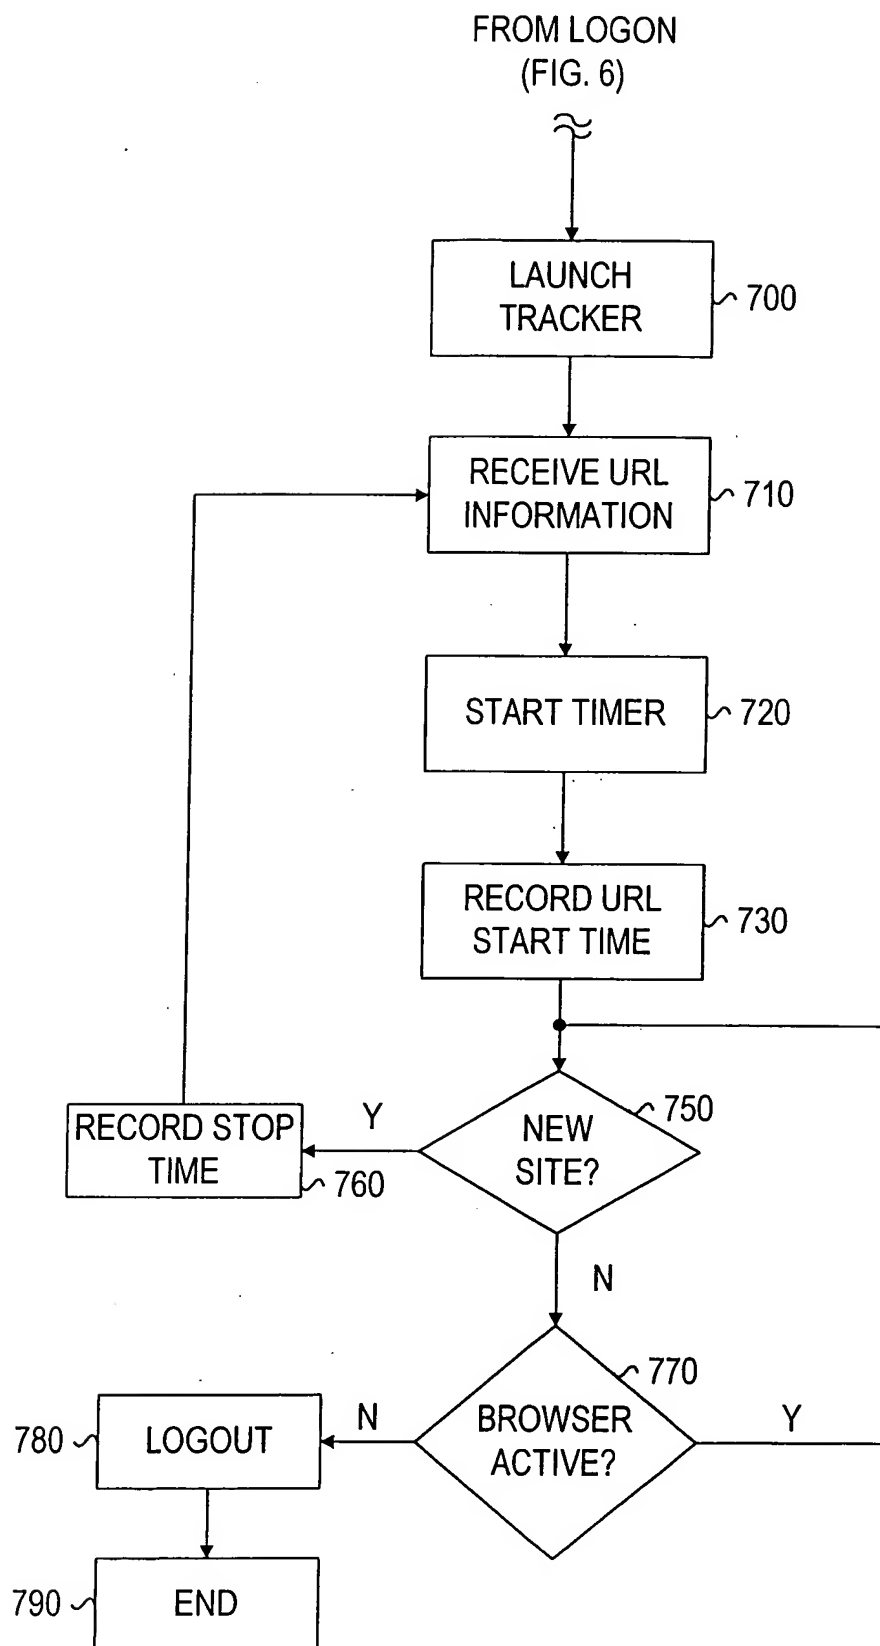 FROM LOGON
(FIG. 6)
LAUNCH
TRACKER
700
RECEIVE URL
INFORMATION
710
START TIMER
720
RECORD URL
START TIME
730
NEW
SITE?
750
Y
RECORD STOP
TIME
760
N
BROWSER
ACTIVE?
770
Y
N
LOGOUT
780
END
790